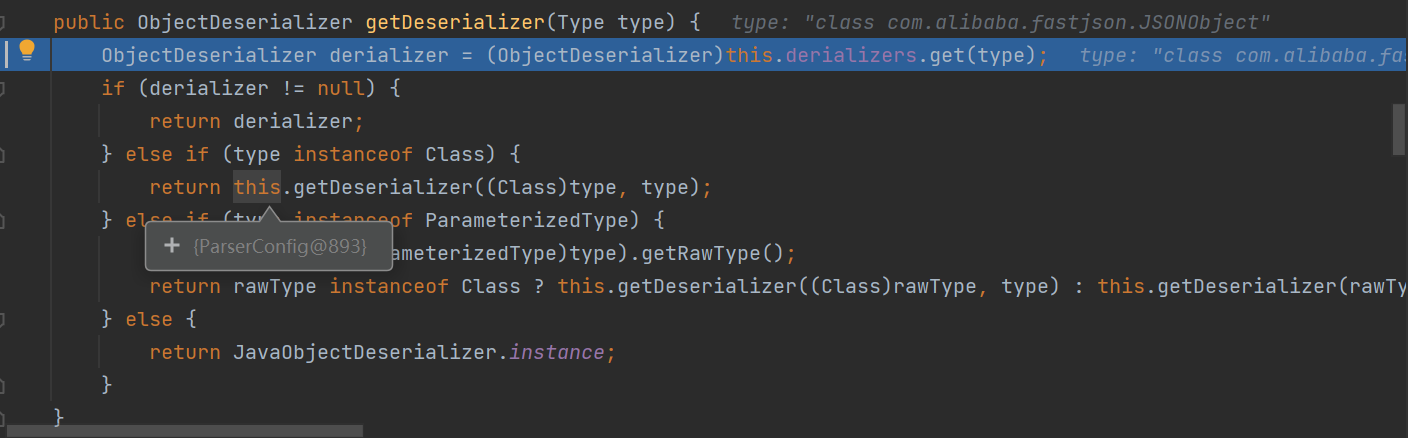 public ObjectDeserializer getDeserializer(Type type) {   type: "class com.alibaba.fastjson.JSONObject"
    ObjectDeserializer derializer = (ObjectDeserializer)this.derializers.get(type);   type: "class com.alibaba.fas
    if (derializer != null) {
        return derializer;
    } else if (type instanceof Class) {
        return this.getDeserializer((Class)type, type);
    } else if (type instanceof ParameterizedType) {
+ {ParserConfig@893}
ameterizedType)type).getRawType();
        return rawType instanceof Class ? this.getDeserializer((Class)rawType, type) : this.getDeserializer(rawTy
    } else {
        return JavaObjectDeserializer.instance;
    }
}